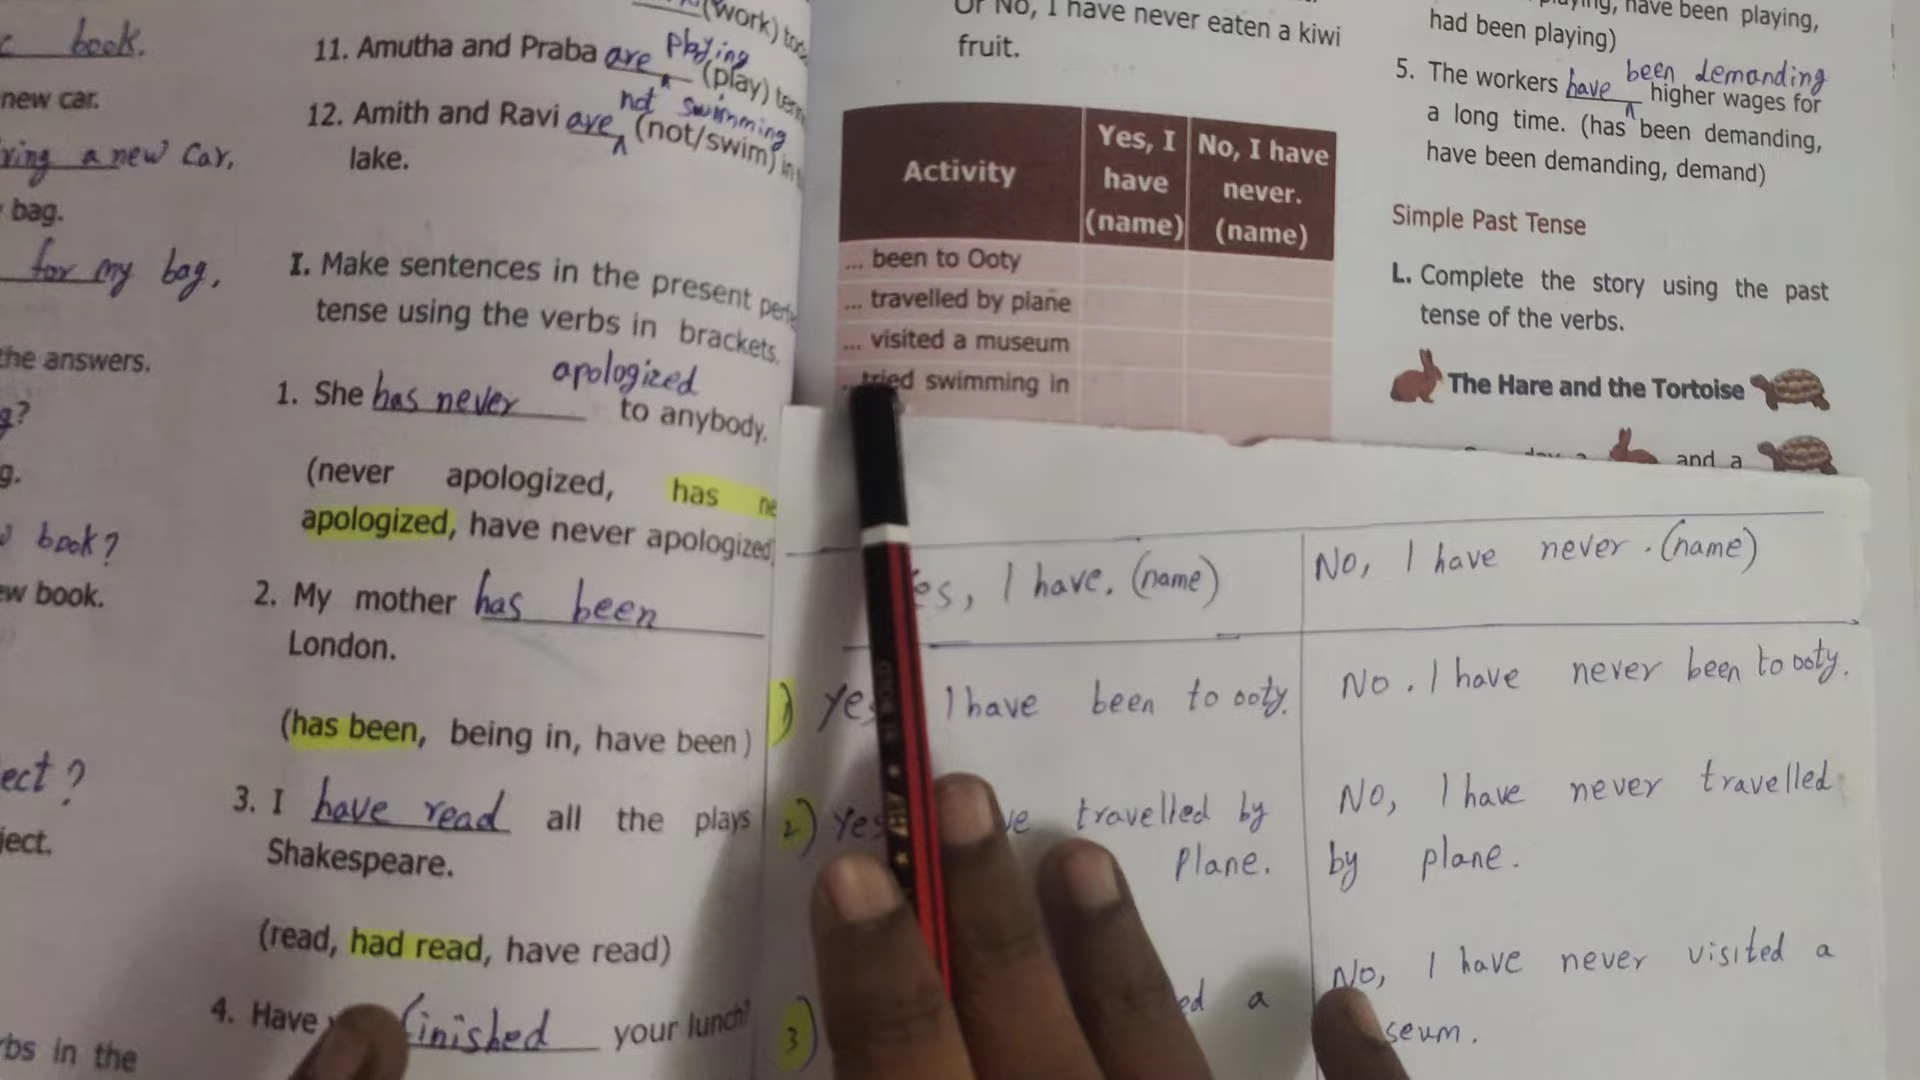 book.
new car.
a new car.
bag.
for my bag,
the answers.
g?
g.
book?
ew book.
ect?
ject.
bs in the
(work)
11. Amutha and Praba are playing (play)
12. Amith and Ravi are not swimming (not/swim) in
lake.
I. Make sentences in the present
tense using the verbs in brackets.
apologized
1. She has never to anybody.
(never apologized, has ne
apologized, have never apologized
2. My mother has been
London.
(has been, being in, have been)
3. I have read all the plays
Shakespeare.
(read, had read, have read)
4. Have finished your lunch?
Or No, I have never eaten a kiwi
fruit.
Activity
Yes, I have (name)
No, I have never. (name)
... been to Ooty
... travelled by plane
... visited a museum
tried swimming in
have been playing,
had been playing)
been demanding
5. The workers have higher wages for
a long time. (has been demanding,
have been demanding, demand)
Simple Past Tense
L. Complete the story using the past
tense of the verbs.
The Hare and the Tortoise
and a
es, I have. (name)
No, I have never. (name)
1) Yes I have been to ooty.
No. I have never been to ooty.
2) Yes travelled by
Plane.
No, I have never travelled
by plane.
3) ed a
No, I have never visited a
seum.